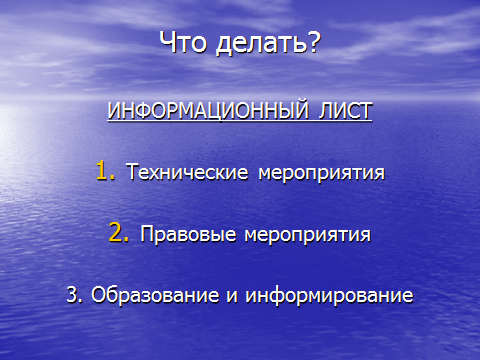 Что делать?
ИНФОРМАЦИОННЫЙ ЛИСТ
1. Технические мероприятия
2. Правовые мероприятия
3. Образование и информирование